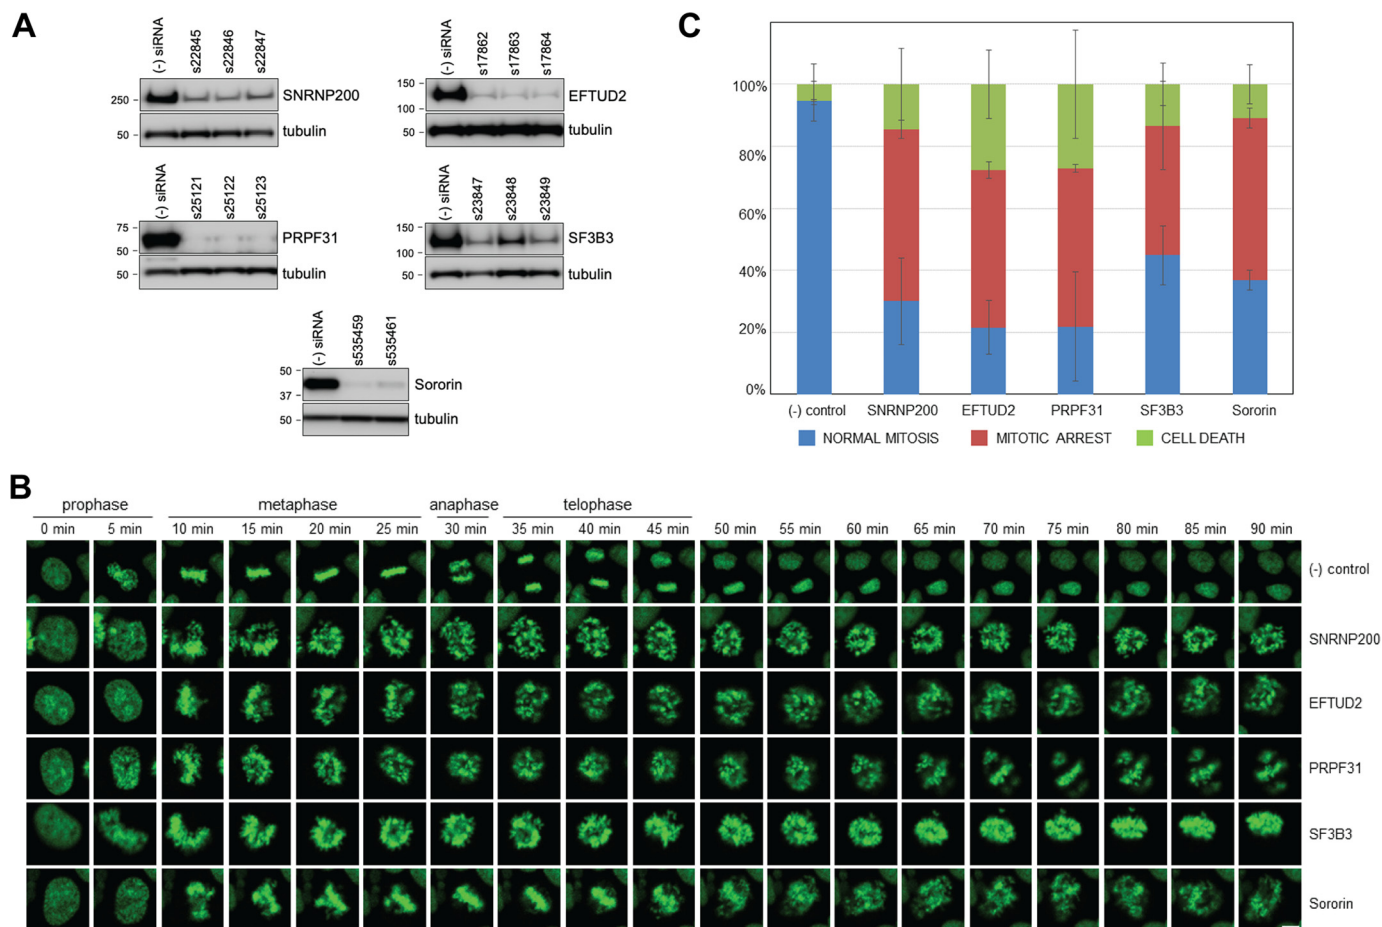 A
(-) siRNA s22845 s22846 s22847
250 SNRNP200
50 tubulin
(-) siRNA s17862 s17863 s17864
150
100
EFTUD2
50 tubulin
(-) siRNA s25121 s25122 s25123
75
50
PRPF31
50 tubulin
(-) siRNA s23847 s23848 s23849
150
100
SF3B3
50 tubulin
(-) siRNA s535459 s535461
50
37
Sororin
50 tubulin
C
100%
80%
60%
40%
20%
0%
(-) control SNRNP200 EFTUD2 PRPF31 SF3B3 Sororin
NORMAL MITOSIS MITOTIC ARREST CELL DEATH
B
prophase metaphase anaphase telophase
0 min 5 min 10 min 15 min 20 min 25 min 30 min 35 min 40 min 45 min 50 min 55 min 60 min 65 min 70 min 75 min 80 min 85 min 90 min
(-) control
SNRNP200
EFTUD2
PRPF31
SF3B3
Sororin